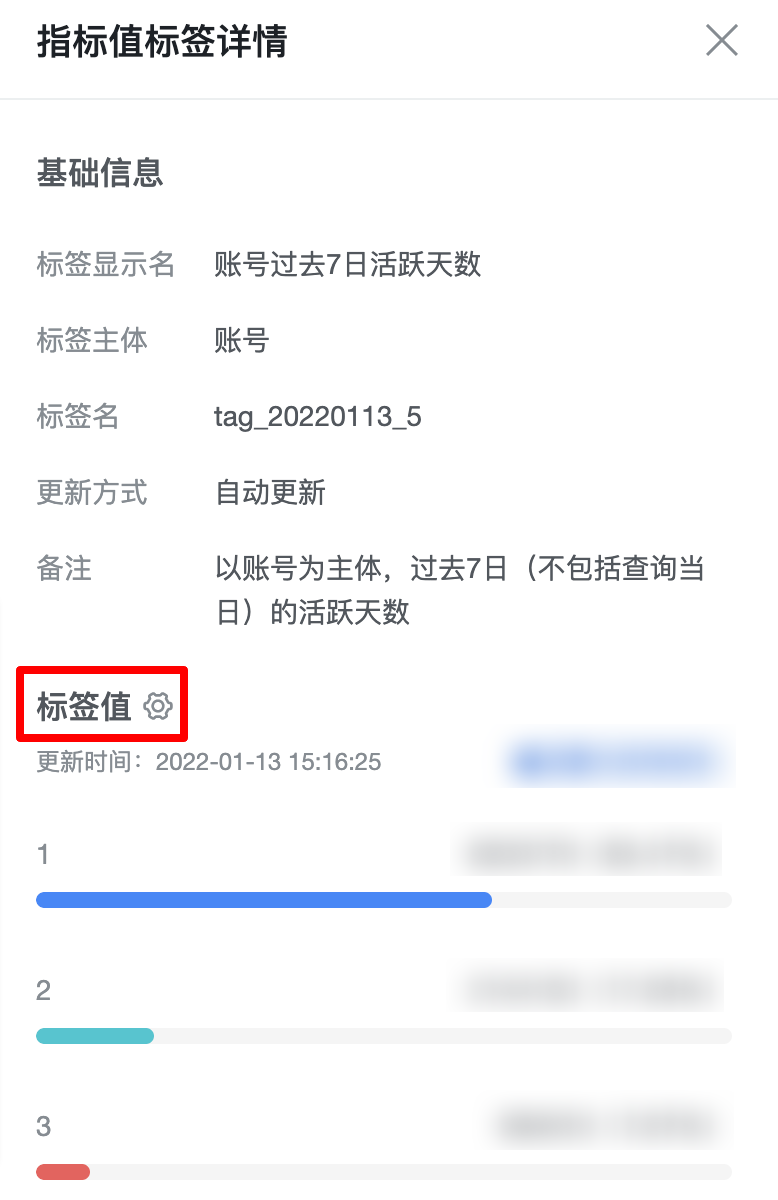 指标值标签详情
基础信息
标签显示名 账号过去7日活跃天数
标签主体 账号
标签名 tag_20220113_5
更新方式 自动更新
备注 以账号为主体，过去7日（不包括查询当
日）的活跃天数
标签值
更新时间：2022-01-13 15:16:25
1
2
3